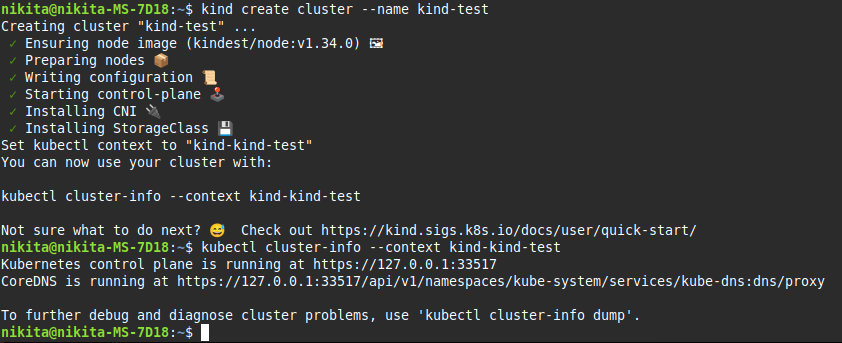 nikita@nikita-MS-7D18:~$ kind create cluster --name kind-test
Creating cluster "kind-test" ...
✓ Ensuring node image (kindest/node:v1.34.0) 🖼
✓ Preparing nodes 📦
✓ Writing configuration 📜
✓ Starting control-plane 🕹️
✓ Installing CNI 🔌
✓ Installing StorageClass 💾
Set kubectl context to "kind-kind-test"
You can now use your cluster with:

kubectl cluster-info --context kind-kind-test

Not sure what to do next? 😅  Check out https://kind.sigs.k8s.io/docs/user/quick-start/
nikita@nikita-MS-7D18:~$ kubectl cluster-info --context kind-kind-test
Kubernetes control plane is running at https://127.0.0.1:33517
CoreDNS is running at https://127.0.0.1:33517/api/v1/namespaces/kube-system/services/kube-dns:dns/proxy

To further debug and diagnose cluster problems, use 'kubectl cluster-info dump'.
nikita@nikita-MS-7D18:~$